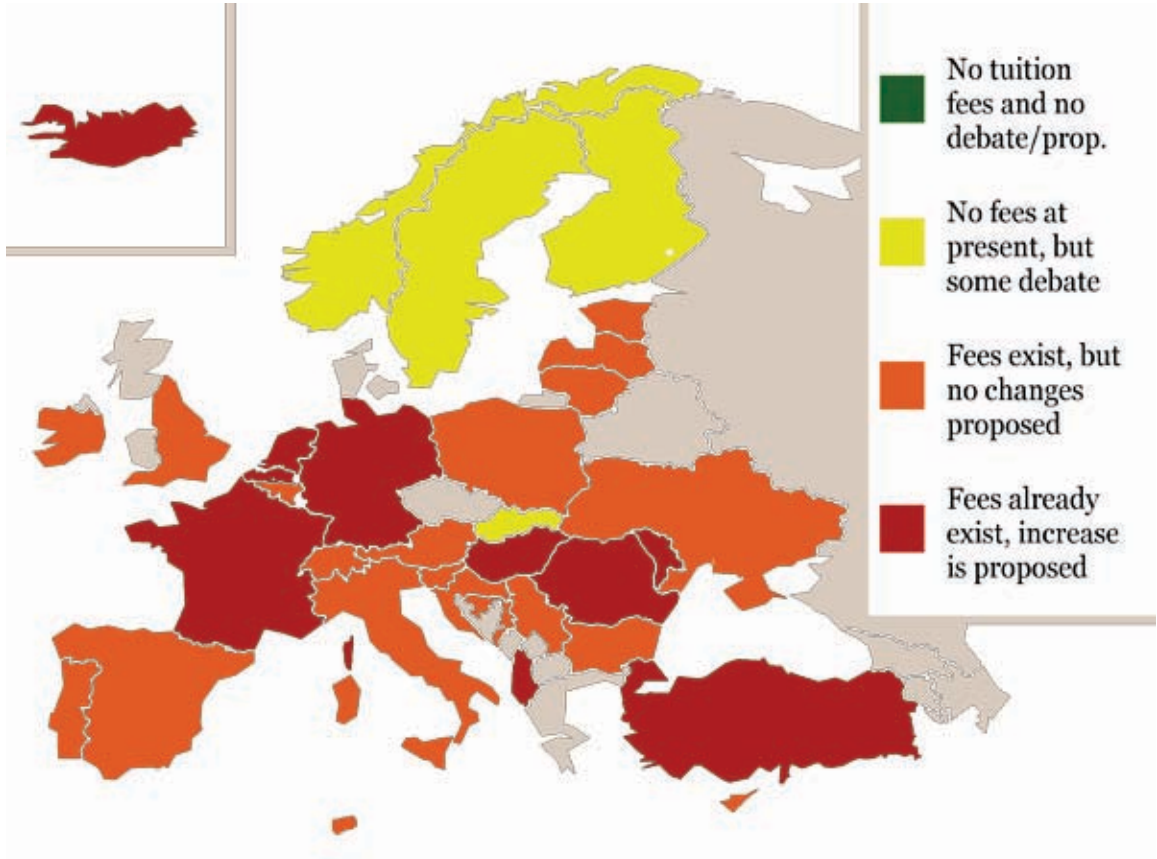 No tuition
fees and no
debate/prop.
No fees at
present, but
some debate
Fees exist, but
no changes
proposed
Fees already
exist, increase
is proposed